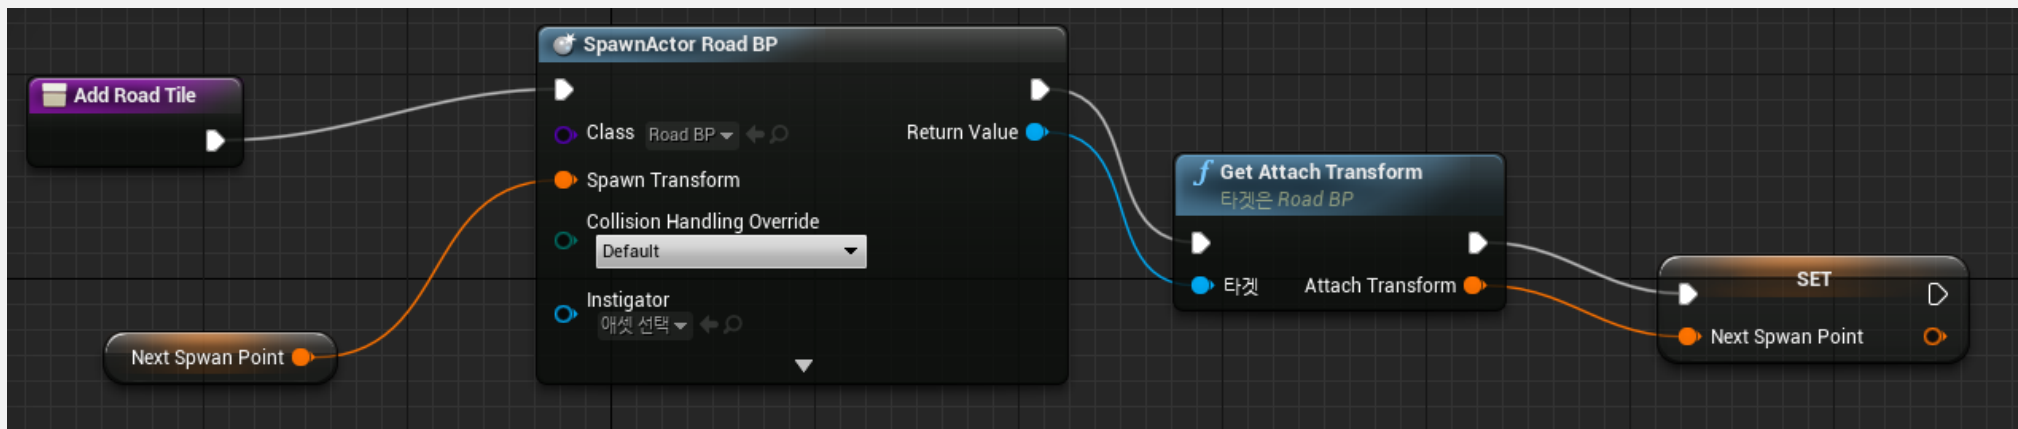 Add Road Tile
Next Spwan Point
SpawnActor Road BP
Class Road BP
Return Value
Spawn Transform
Collision Handling Override
Default
Instigator
애셋 선택
Get Attach Transform
타겟은 Road BP
타겟 Attach Transform
SET
Next Spwan Point